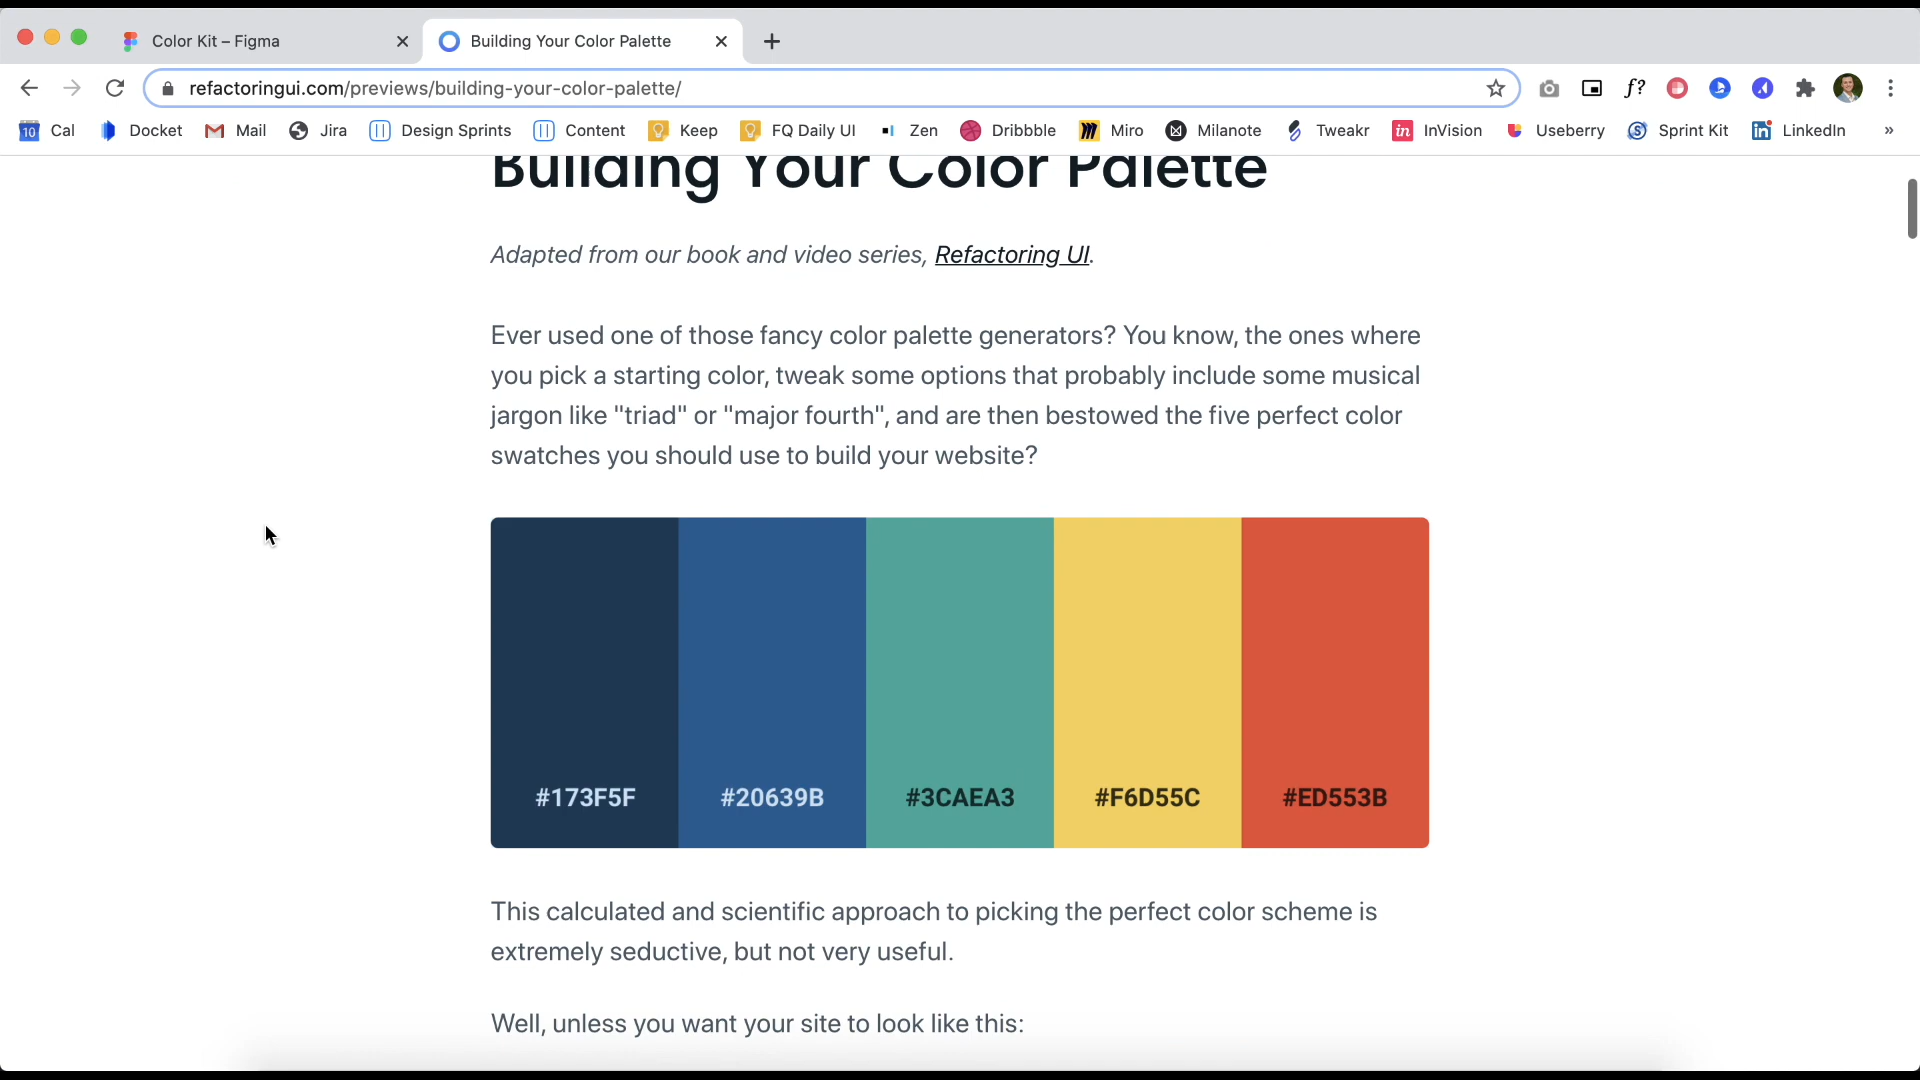 Color Kit – Figma
Building Your Color Palette
refactoringui.com/previews/building-your-color-palette/
f?
10 Cal Docket Mail Jira Design Sprints Content Keep FQ Daily UI Zen Dribbble Miro Milanote Tweakr in InVision Useberry Sprint Kit in LinkedIn »
Building Your Color Palette
Adapted from our book and video series, Refactoring UI.
Ever used one of those fancy color palette generators? You know, the ones where
you pick a starting color, tweak some options that probably include some musical
jargon like "triad" or "major fourth", and are then bestowed the five perfect color
swatches you should use to build your website?
#173F5F #20639B #3CAEA3 #F6D55C #ED553B
This calculated and scientific approach to picking the perfect color scheme is
extremely seductive, but not very useful.
Well, unless you want your site to look like this: